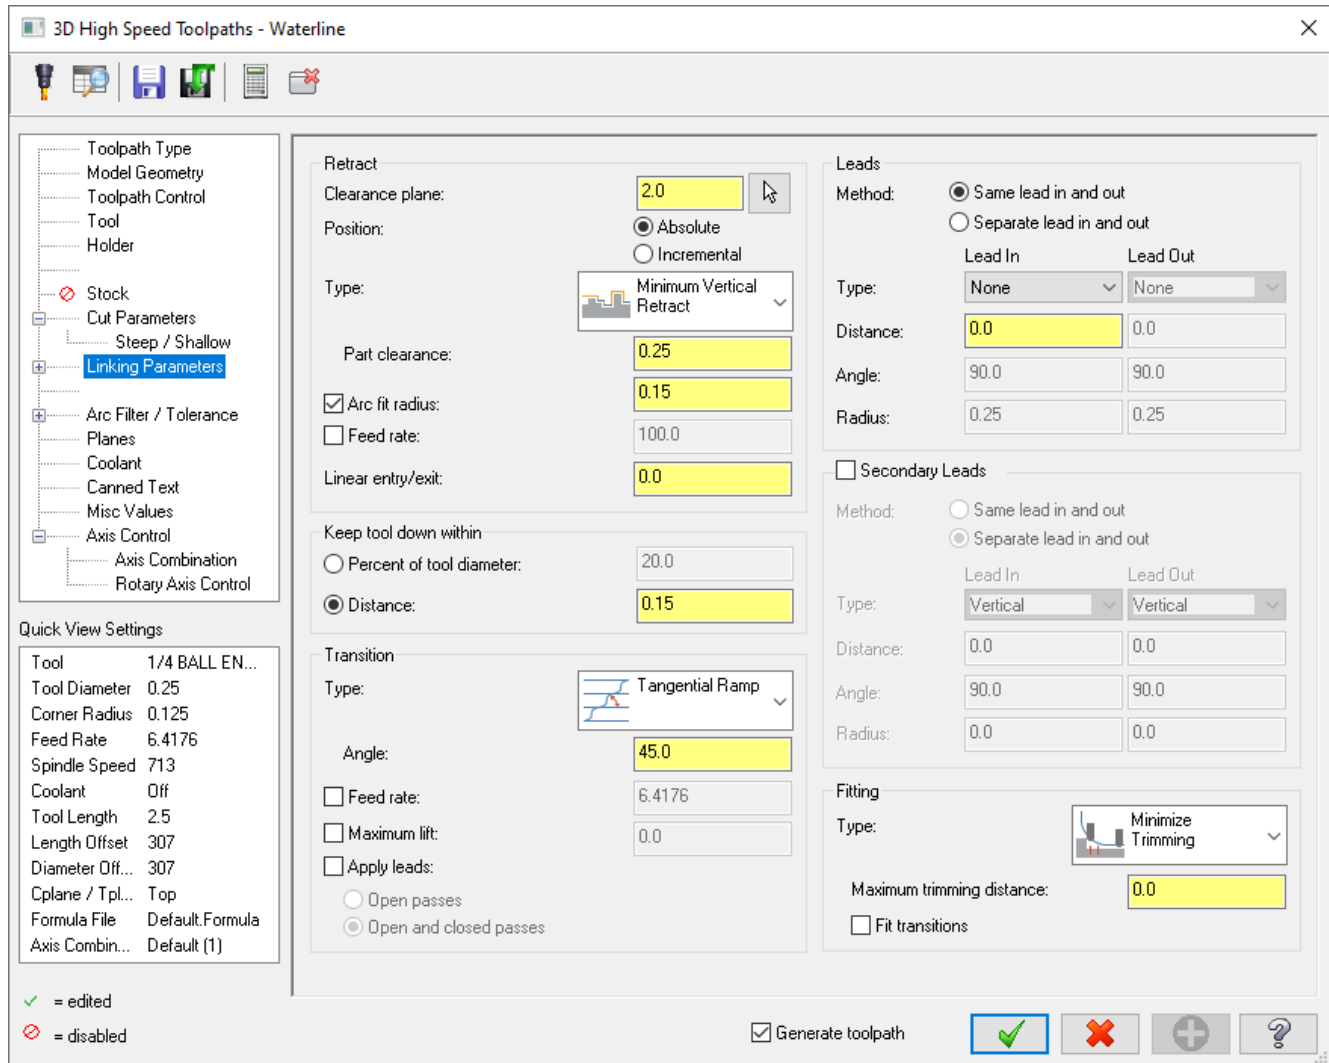 3D High Speed Toolpaths - Waterline
Toolpath Type
Model Geometry
Toolpath Control
Tool
Holder
Stock
Cut Parameters
Steep / Shallow
Linking Parameters
Arc Filter / Tolerance
Planes
Coolant
Canned Text
Misc Values
Axis Control
Axis Combination
Rotary Axis Control
Quick View Settings
Tool 1/4 BALL EN...
Tool Diameter 0.25
Corner Radius 0.125
Feed Rate 6.4176
Spindle Speed 713
Coolant Off
Tool Length 2.5
Length Offset 307
Diameter Off... 307
Cplane / Tpl... Top
Formula File Default.Formula
Axis Combin... Default (1)
= edited
= disabled
Retract
Clearance plane: 2.0
Position: Absolute
Incremental
Type: Minimum Vertical
Retract
Part clearance: 0.25
Arc fit radius: 0.15
Feed rate: 100.0
Linear entry/exit: 0.0
Keep tool down within
Percent of tool diameter: 20.0
Distance: 0.15
Transition
Type: Tangential Ramp
Angle: 45.0
Feed rate: 6.4176
Maximum lift: 0.0
Apply leads:
Open passes
Open and closed passes
Leads
Method: Same lead in and out
Separate lead in and out
Lead In Lead Out
Type: None None
Distance: 0.0 0.0
Angle: 90.0 90.0
Radius: 0.25 0.25
Secondary Leads
Method: Same lead in and out
Separate lead in and out
Lead In Lead Out
Type: Vertical Vertical
Distance: 0.0 0.0
Angle: 90.0 90.0
Radius: 0.0 0.0
Fitting
Type: Minimize
Trimming
Maximum trimming distance: 0.0
Fit transitions
Generate toolpath